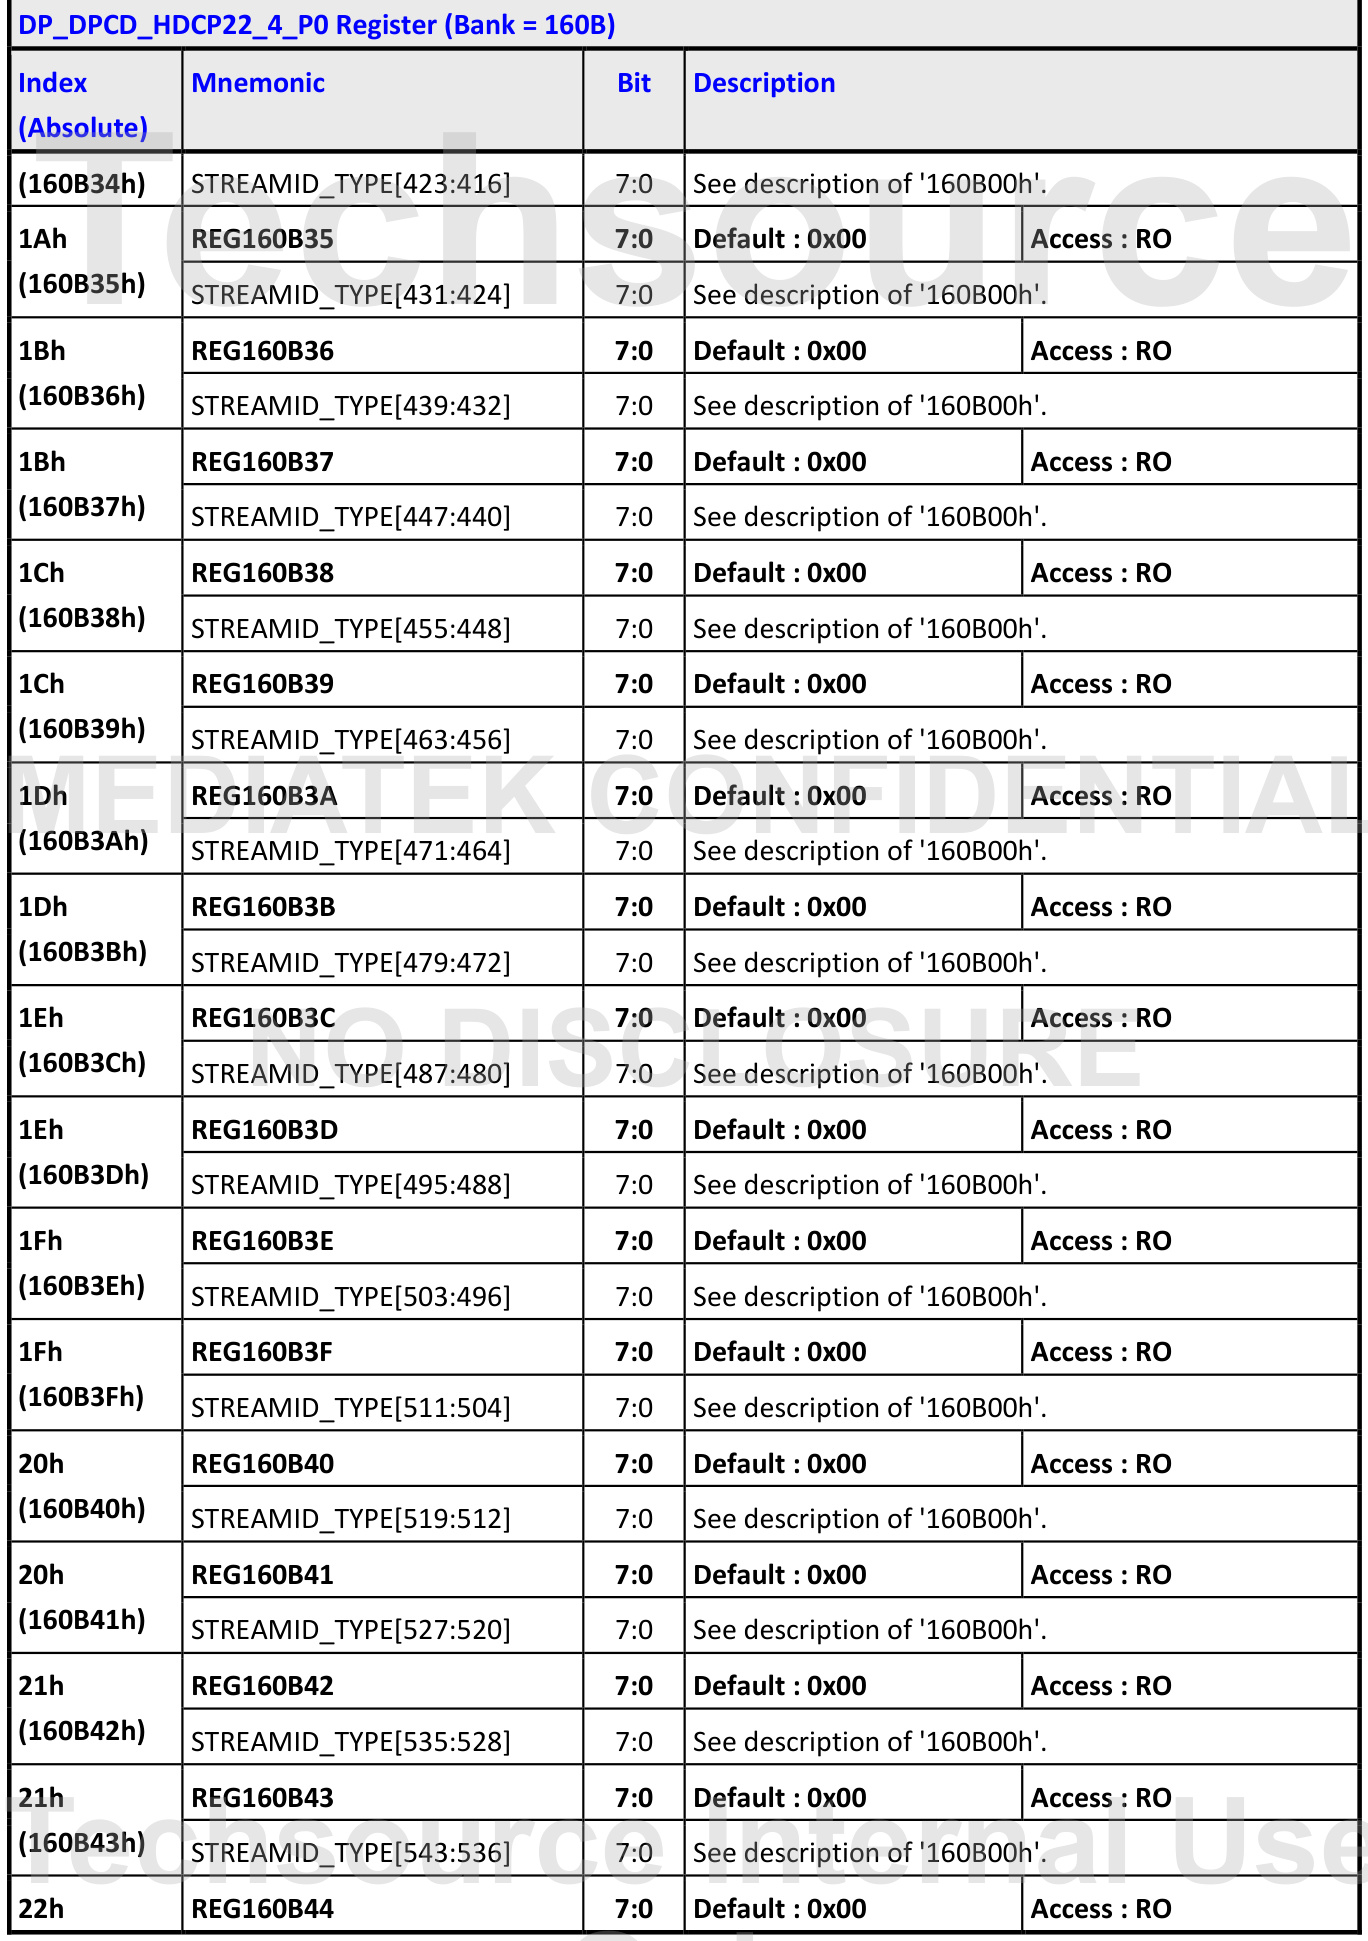 DP_DPCD_HDCP22_4_P0 Register (Bank = 160B)
Index Mnemonic Bit Description
(Absolute)
(160B34h) STREAMID_TYPE[423:416] 7:0 See description of '160B00h'.
Techsource
1Ah REG160B35 7:0 Default : 0x00 Access : RO
(160B35h) STREAMID_TYPE[431:424] 7:0 See description of '160B00h'.
1Bh REG160B36 7:0 Default : 0x00 Access : RO
(160B36h) STREAMID_TYPE[439:432] 7:0 See description of '160B00h'.
1Bh REG160B37 7:0 Default : 0x00 Access : RO
(160B37h) STREAMID_TYPE[447:440] 7:0 See description of '160B00h'.
1Ch REG160B38 7:0 Default : 0x00 Access : RO
(160B38h) STREAMID_TYPE[455:448] 7:0 See description of '160B00h'.
1Ch REG160B39 7:0 Default : 0x00 Access : RO
(160B39h) STREAMID_TYPE[463:456] 7:0 See description of '160B00h'.
MEDIATEK CONFIDENTIAL
1Dh REG160B3A 7:0 Default : 0x00 Access : RO
(160B3Ah) STREAMID_TYPE[471:464] 7:0 See description of '160B00h'.
1Dh REG160B3B 7:0 Default : 0x00 Access : RO
(160B3Bh) STREAMID_TYPE[479:472] 7:0 See description of '160B00h'.
1Eh REG160B3C 7:0 Default : 0x00 Access : RO
NO DISCLOSURE
(160B3Ch) STREAMID_TYPE[487:480] 7:0 See description of '160B00h'.
1Eh REG160B3D 7:0 Default : 0x00 Access : RO
(160B3Dh) STREAMID_TYPE[495:488] 7:0 See description of '160B00h'.
1Fh REG160B3E 7:0 Default : 0x00 Access : RO
(160B3Eh) STREAMID_TYPE[503:496] 7:0 See description of '160B00h'.
1Fh REG160B3F 7:0 Default : 0x00 Access : RO
(160B3Fh) STREAMID_TYPE[511:504] 7:0 See description of '160B00h'.
20h REG160B40 7:0 Default : 0x00 Access : RO
(160B40h) STREAMID_TYPE[519:512] 7:0 See description of '160B00h'.
20h REG160B41 7:0 Default : 0x00 Access : RO
(160B41h) STREAMID_TYPE[527:520] 7:0 See description of '160B00h'.
21h REG160B42 7:0 Default : 0x00 Access : RO
(160B42h) STREAMID_TYPE[535:528] 7:0 See description of '160B00h'.
21h REG160B43 7:0 Default : 0x00 Access : RO
Techsource Internal Use
(160B43h) STREAMID_TYPE[543:536] 7:0 See description of '160B00h'.
22h REG160B44 7:0 Default : 0x00 Access : RO